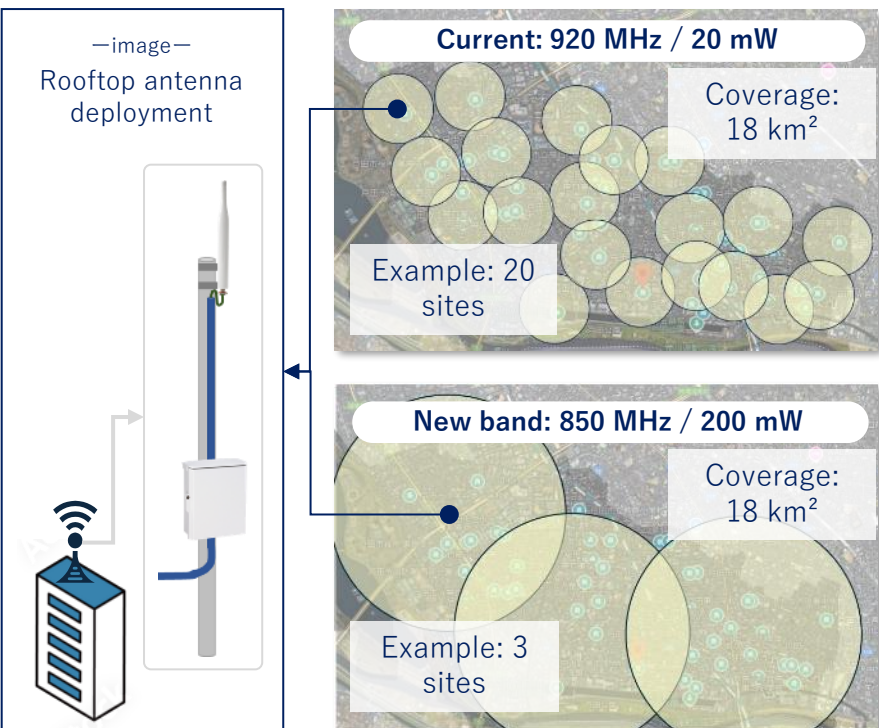 —image—
Rooftop antenna
deployment
Current: 920 MHz / 20 mW
Coverage:
18 km²
Example: 20
sites
New band: 850 MHz / 200 mW
Coverage:
18 km²
Example: 3
sites